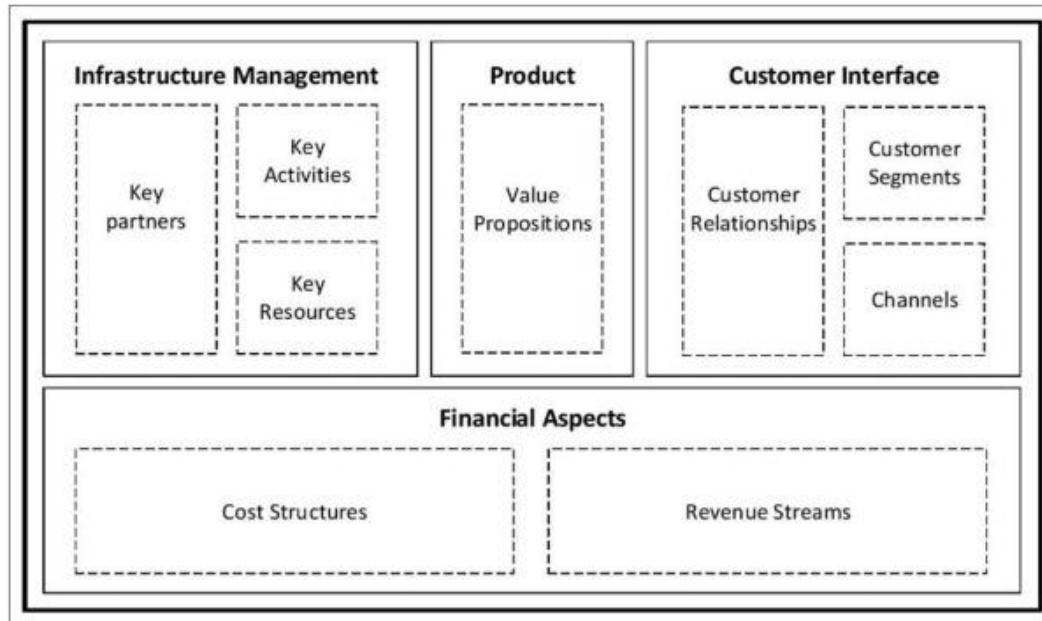 Infrastructure Management
Key
partners
Key
Activities
Key
Resources
Product
Value
Propositions
Customer Interface
Customer
Relationships
Customer
Segments
Channels
Financial Aspects
Cost Structures
Revenue Streams